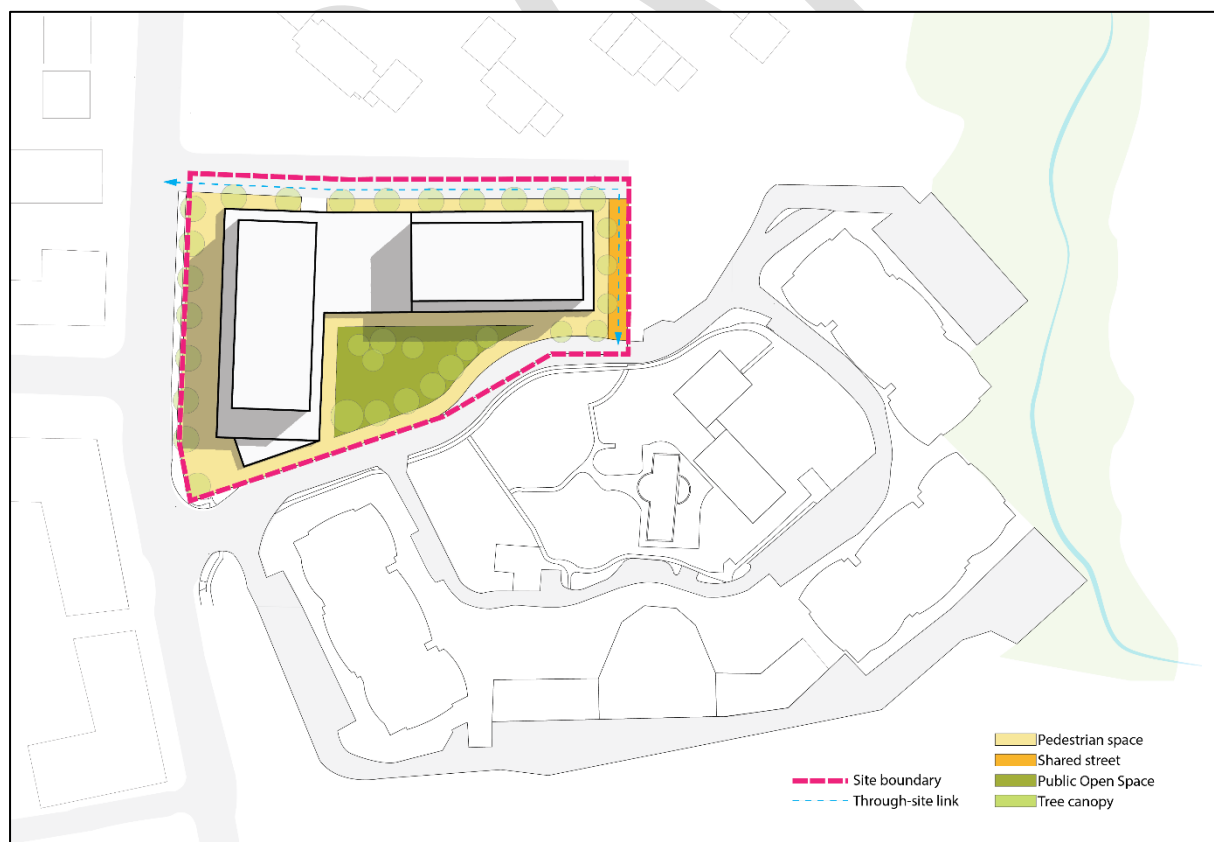 Site boundary
Through-site link
Pedestrian space
Shared street
Public Open Space
Tree canopy